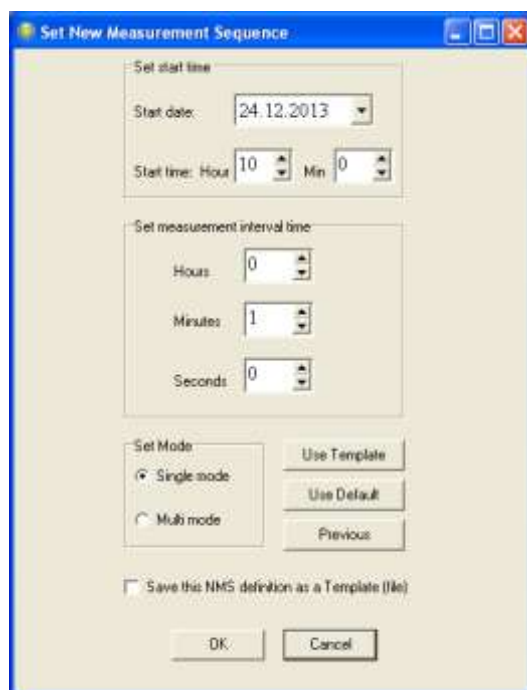 Set New Measurement Sequence
Set start time
Start date: 24.12.2013
Start time: Hour 10 Min 0
Set measurement interval time
Hours 0
Minutes 1
Seconds 0
Set Mode
Single mode
Multi mode
Use Template
Use Default
Previous
Save this NMS definition as a Template (file)
OK Cancel